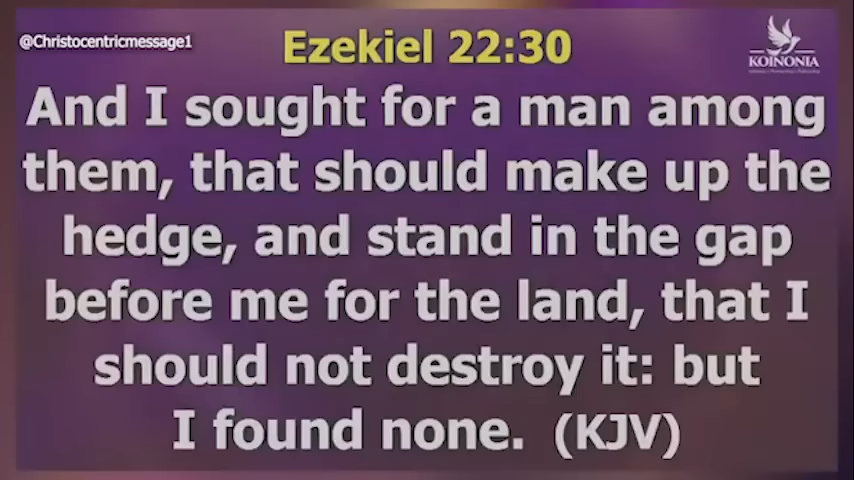 @Christocentricmessage1
Ezekiel 22:30
KOINONIA
And I sought for a man among
them, that should make up the
hedge, and stand in the gap
before me for the land, that I
should not destroy it: but
I found none. (KJV)